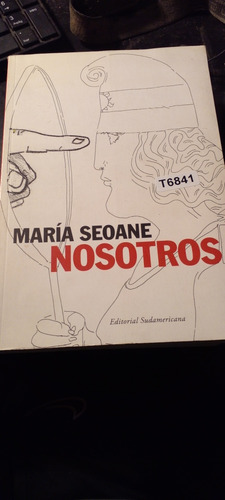 T6841
MARÍA SEOANE
NOSOTROS
Editorial Sudamericana